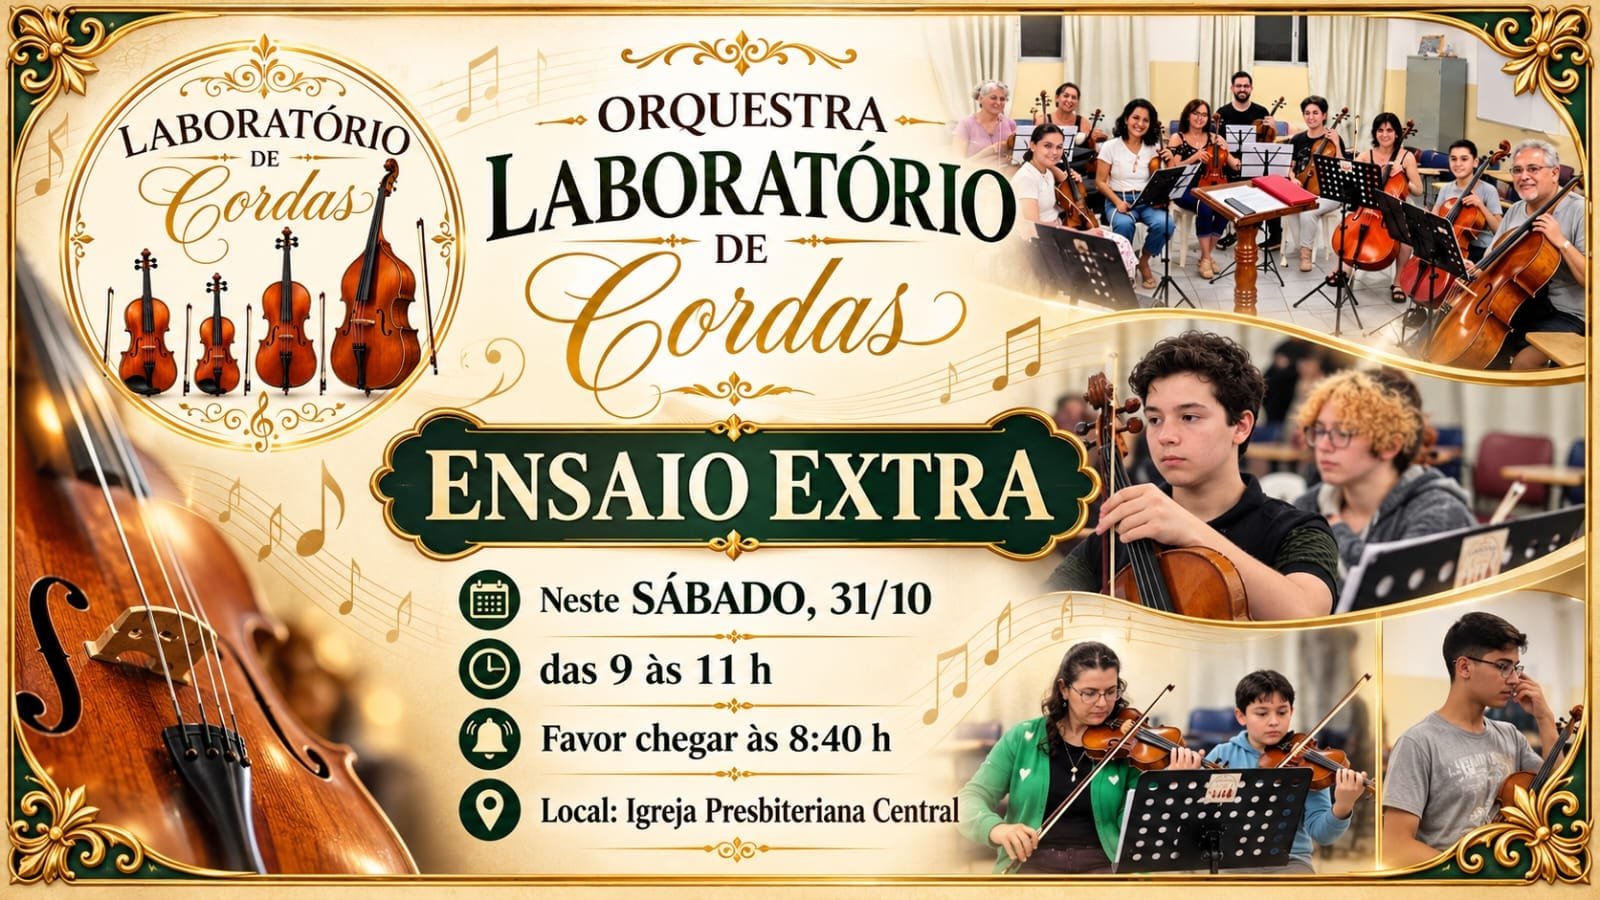 LABORATÓRIO
DE
Cordas
ORQUESTRA
LABORATÓRIO
DE
Cordas
ENSAIO EXTRA
Neste SÁBADO, 31/10
das 9 às 11 h
Favor chegar às 8:40 h
Local: Igreja Presbiteriana Central